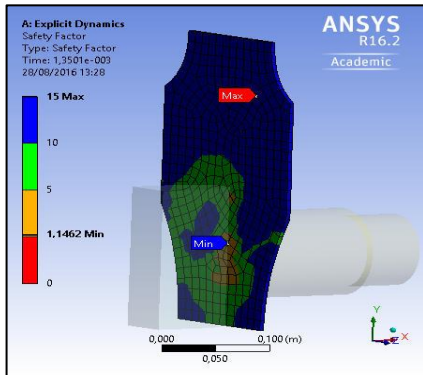 A: Explicit Dynamics
Safety Factor
Type: Safety Factor
Time: 1,3501e-003
28/08/2016 13:28
ANSYS
R16.2
Academic
15 Max
10
5
1,1462 Min
0
Max
Min
0,000
0,100 (m)
0,050
Y
X